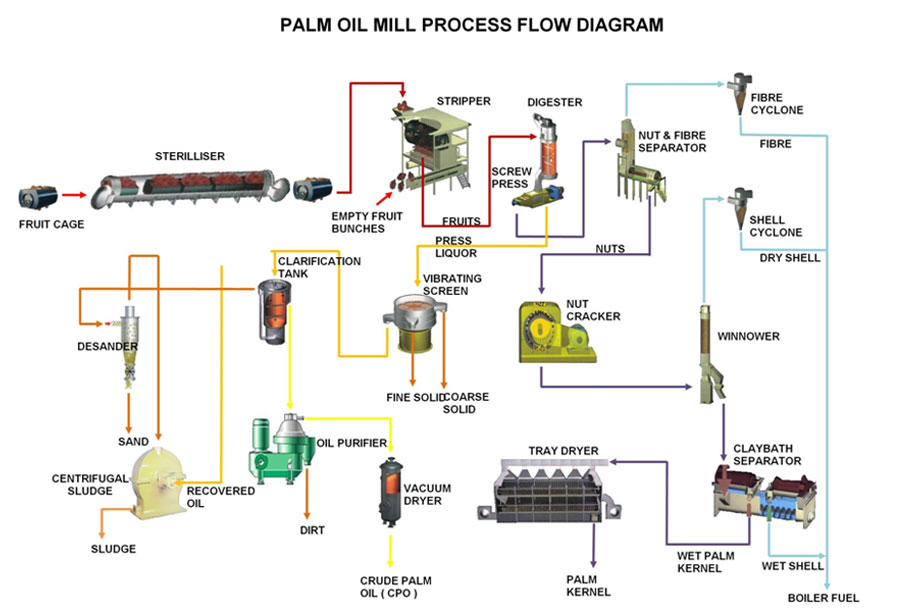 PALM OIL MILL PROCESS FLOW DIAGRAM
STERILLISER
FRUIT CAGE
STRIPPER
EMPTY FRUIT
BUNCHES
FRUITS
DIGESTER
SCREW
PRESS
PRESS
LIQUOR
NUT & FIBRE
SEPARATOR
FIBRE
CYCLONE
FIBRE
SHELL
CYCLONE
DRY SHELL
NUTS
CLARIFICATION
TANK
VIBRATING
SCREEN
NUT
CRACKER
WINNOWER
DESANDER
FINE SOLID
COARSE
SOLID
SAND
OIL PURIFIER
TRAY DRYER
CLAYBATH
SEPARATOR
CENTRIFUGAL
SLUDGE
RECOVERED
OIL
VACUUM
DRYER
DIRT
SLUDGE
WET PALM
KERNEL
WET SHELL
CRUDE PALM
OIL ( CPO )
PALM
KERNEL
BOILER FUEL